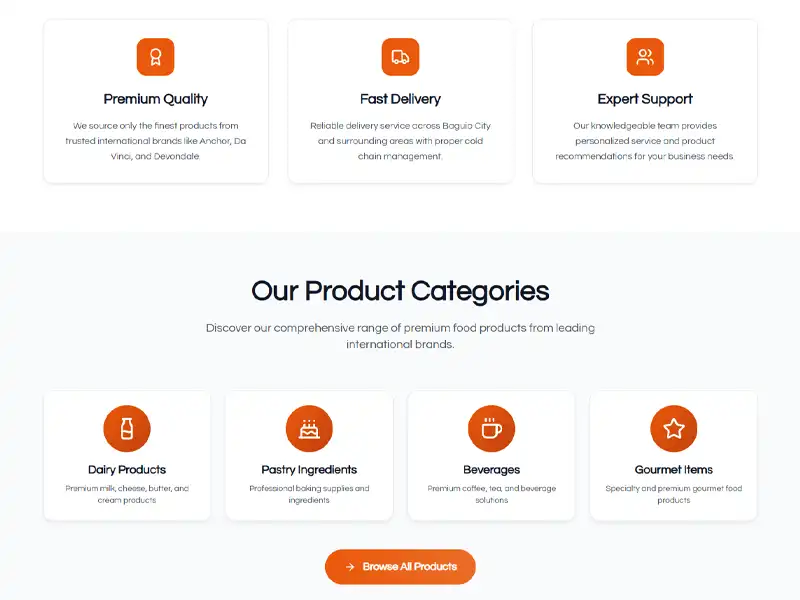 Premium Quality
We source only the finest products from
trusted international brands like Anchor, Da
Vinci, and Devondale.
Fast Delivery
Reliable delivery service across Baguio City
and surrounding areas with proper cold
chain management.
Expert Support
Our knowledgeable team provides
personalized service and product
recommendations for your business needs.
Our Product Categories
Discover our comprehensive range of premium food products from leading
international brands.
Dairy Products
Premium milk, cheese, butter, and
cream products
Pastry Ingredients
Professional baking supplies and
ingredients
Beverages
Premium coffee, tea, and beverage
solutions
Gourmet Items
Specialty and premium gourmet food
products
Browse All Products